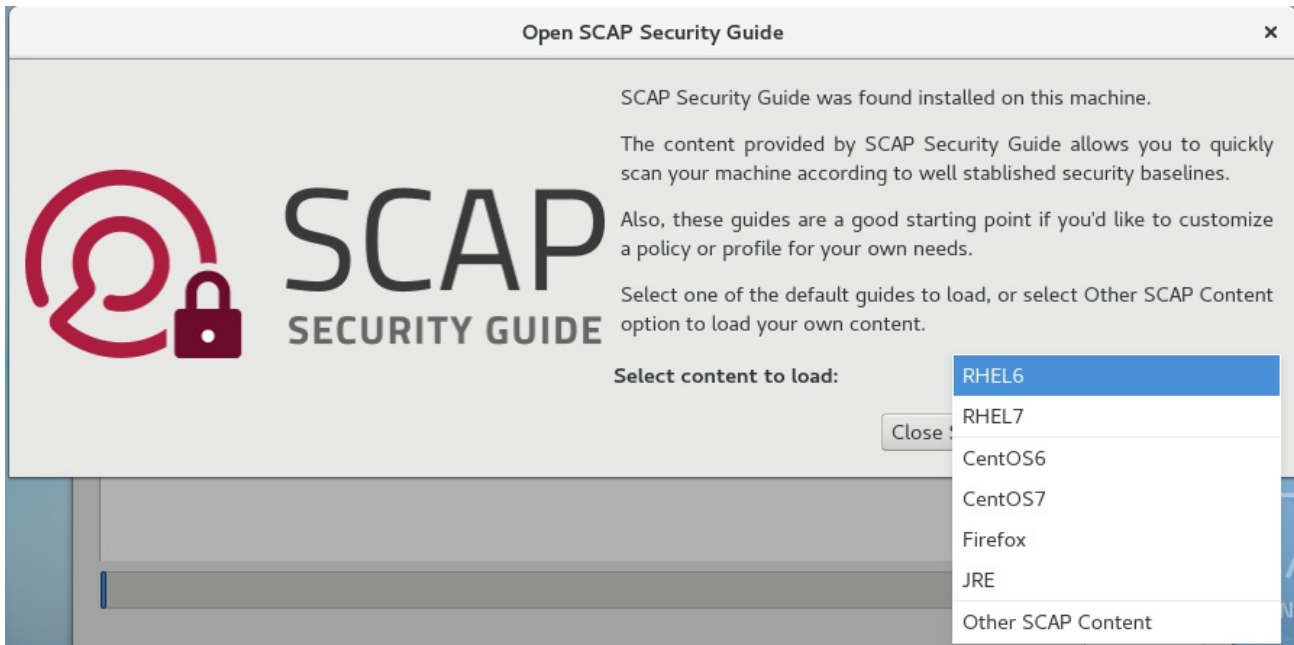 Open SCAP Security Guide
SCAP Security Guide was found installed on this machine.
The content provided by SCAP Security Guide allows you to quickly
scan your machine according to well stablished security baselines.
Also, these guides are a good starting point if you'd like to customize
a policy or profile for your own needs.
Select one of the default guides to load, or select Other SCAP Content
option to load your own content.
SCAP
SECURITY GUIDE
Select content to load:
RHEL6
RHEL7
Close
CentOS6
CentOS7
Firefox
JRE
Other SCAP Content